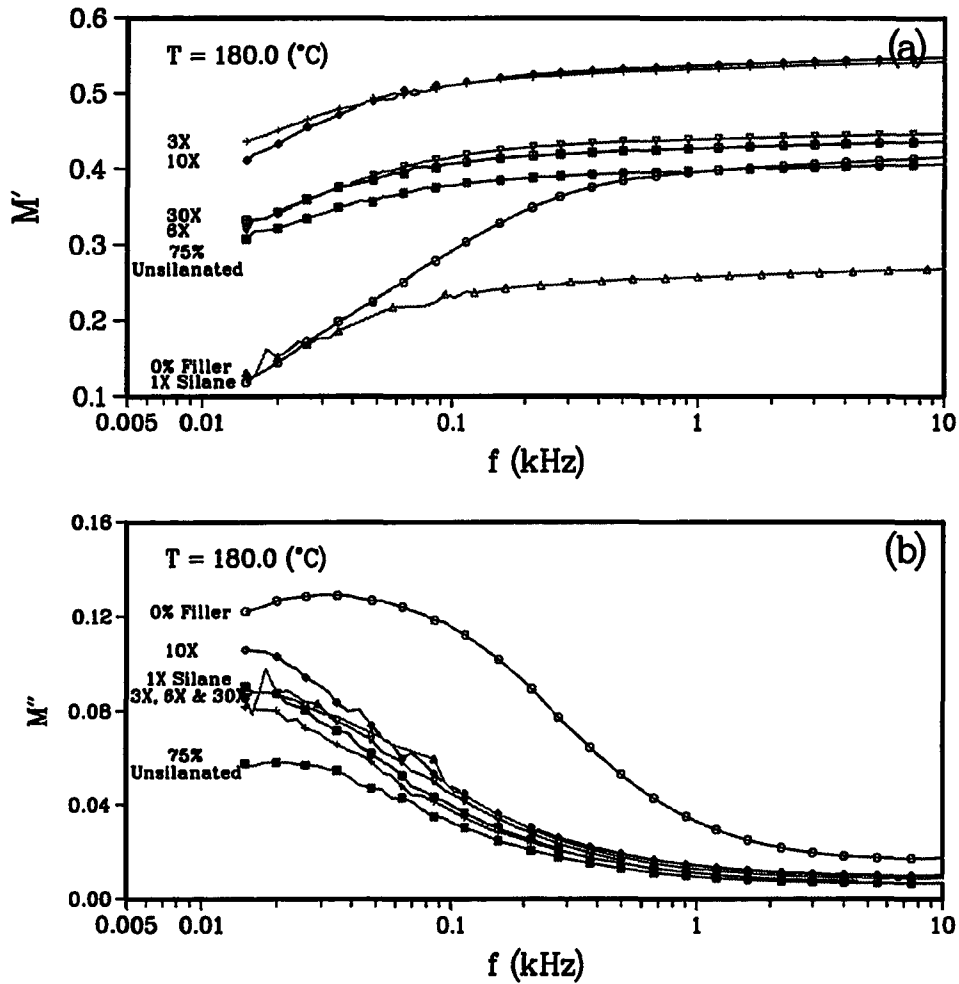 0.6
(a)
T = 180.0 (°C)
0.5
3X
10X
0.4
M′
30X
6X
0.3
75%
Unsilanated
0.2
0% Filler
1X Silane
0.1
0.005
0.01
0.1
1
10
f (kHz)
0.16
(b)
T = 180.0 (°C)
0.12
0% Filler
10X
1X Silane
3X, 6X & 30X
0.08
M″
75%
Unsilanated
0.04
0.00
0.005
0.01
0.1
1
10
f (kHz)